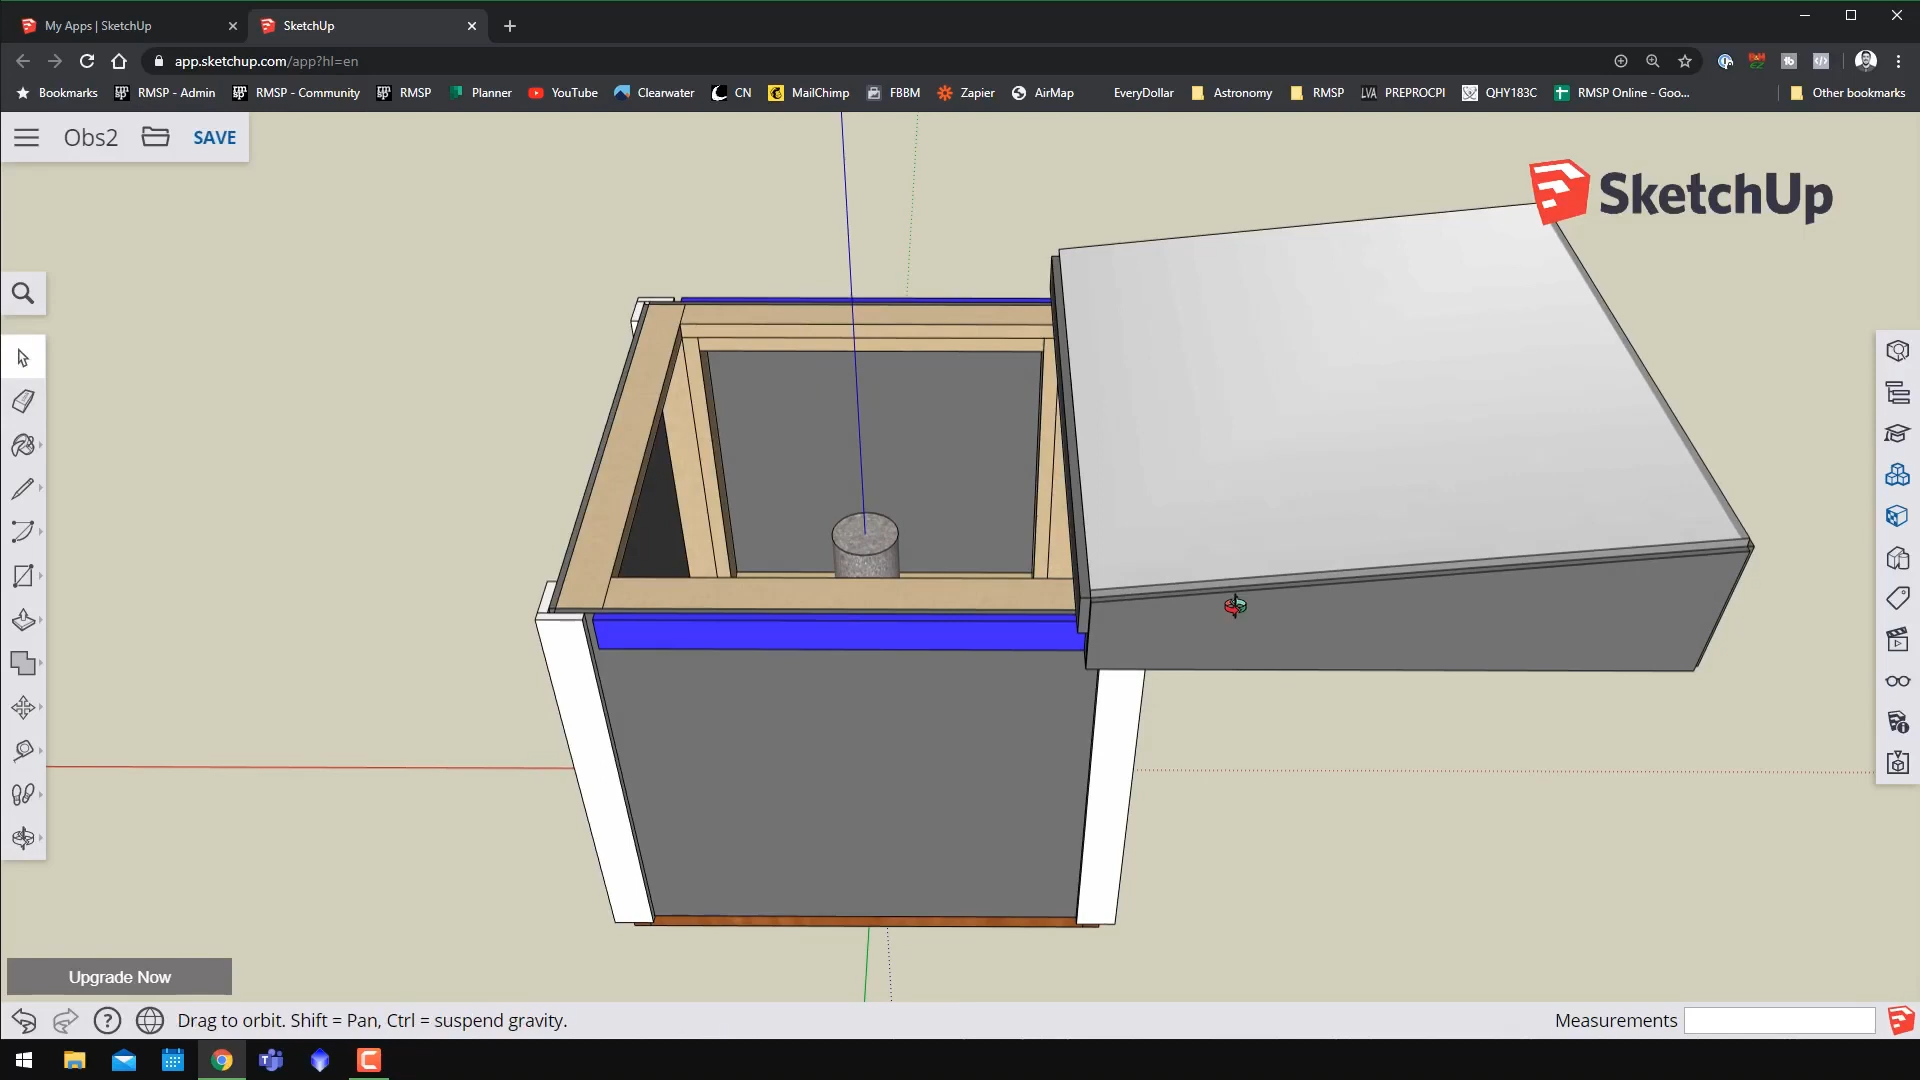 My Apps | SketchUp
SketchUp
app.sketchup.com/app?hl=en
Bookmarks RMSP - Admin RMSP - Community RMSP Planner YouTube Clearwater CN MailChimp FBBM Zapier AirMap EveryDollar Astronomy RMSP LVA PREPROCPI QHY183C RMSP Online - Goo... Other bookmarks
Obs2 SAVE
SketchUp
Upgrade Now
Drag to orbit. Shift = Pan, Ctrl = suspend gravity.
Measurements